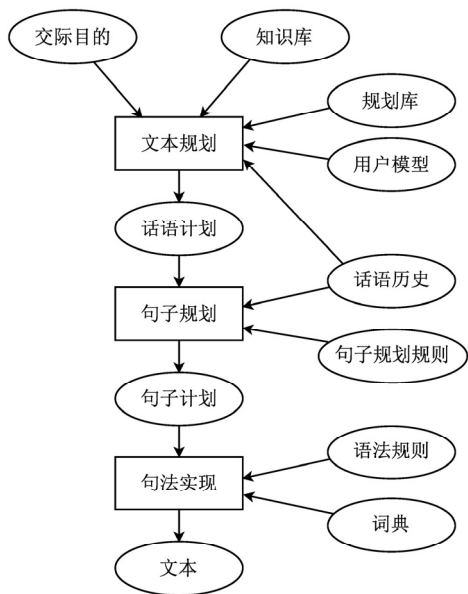 交际目的
知识库
规划库
文本规划
用户模型
话语计划
话语历史
句子规划
句子规划规则
句子计划
语法规则
句法实现
词典
文本